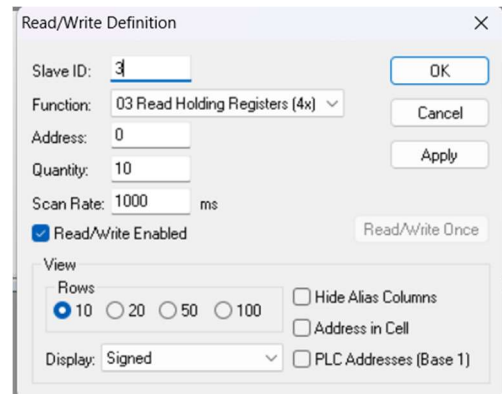 Read/Write Definition
Slave ID: 3 OK
Function: 03 Read Holding Registers (4x) Cancel
Address: 0
Quantity: 10 Apply
Scan Rate: 1000 ms
Read/Write Enabled Read/Write Once
View
Rows
10 20 50 100 Hide Alias Columns
Address in Cell
Display: Signed PLC Addresses (Base 1)